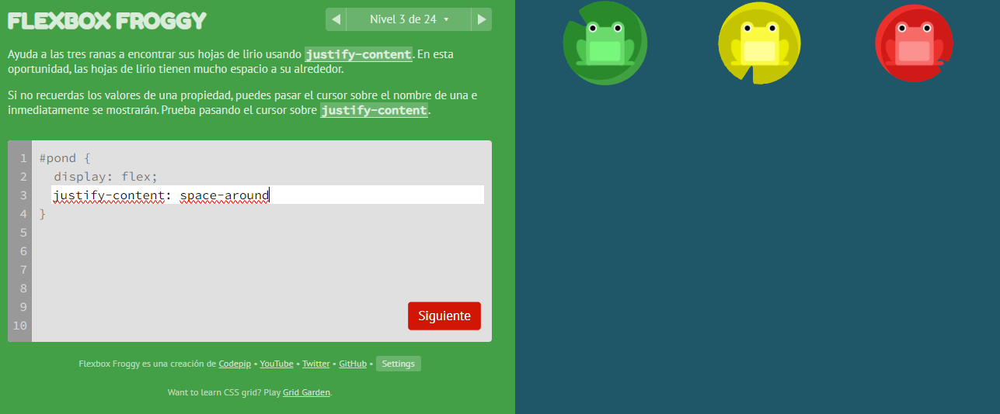 FLEXBOX FROGGY
Nivel 3 de 24
Ayuda a las tres ranas a encontrar sus hojas de lirio usando justify-content. En esta
oportunidad, las hojas de lirio tienen mucho espacio a su alrededor.
Si no recuerdas los valores de una propiedad, puedes pasar el cursor sobre el nombre de una e
inmediatamente se mostrarán. Prueba pasando el cursor sobre justify-content.
1 #pond {
2 display: flex;
3 justify-content: space-around
4 }
5
6
7
8
9
10
Siguiente
Flexbox Froggy es una creación de Codepip • YouTube • Twitter • GitHub • Settings
Want to learn CSS grid? Play Grid Garden.